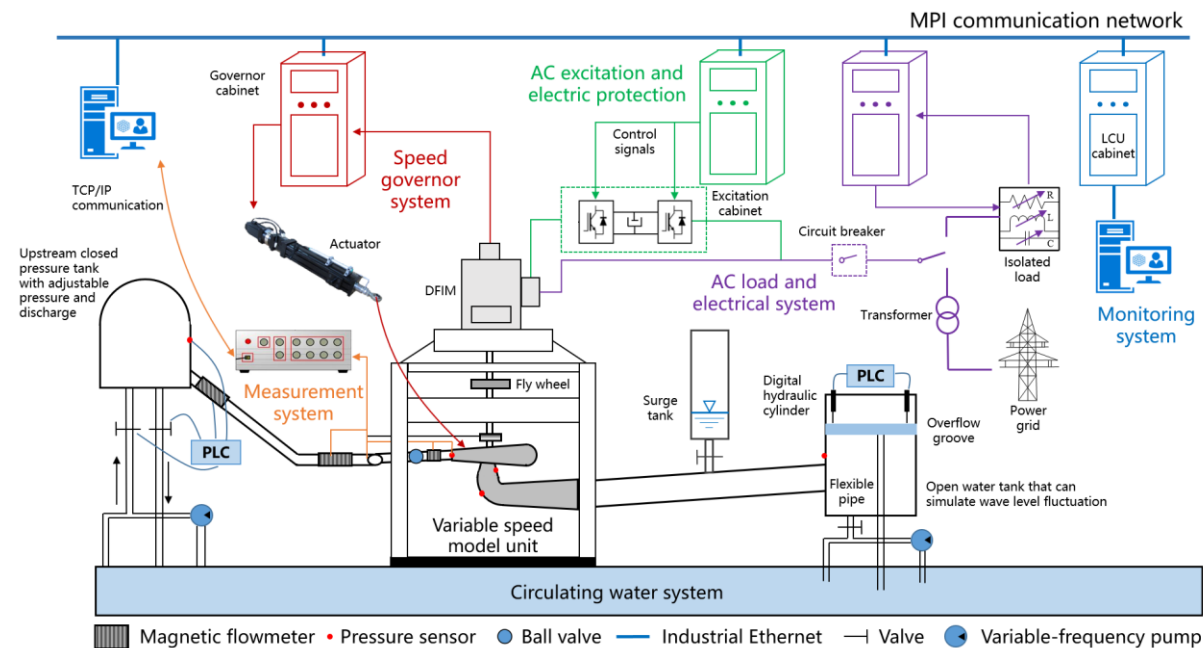 MPI communication network
Governor
cabinet
AC excitation and
electric protection
Control
signals
LCU
cabinet
TCP/IP
communication
Speed
governor
system
Excitation
cabinet
R
L
C
Isolated
load
Upstream closed
pressure tank
with adjustable
pressure and
discharge
Actuator
DFIM
Circuit breaker
AC load and
electrical system
Transformer
Monitoring
system
Measurement
system
Fly wheel
Surge
tank
Digital
hydraulic
cylinder
PLC
Power
grid
Overflow
groove
PLC
Flexible
pipe
Open water tank that can
simulate wave level fluctuation
Variable speed
model unit
Circulating water system
Magnetic flowmeter
Pressure sensor
Ball valve
Industrial Ethernet
Valve
Variable-frequency pump